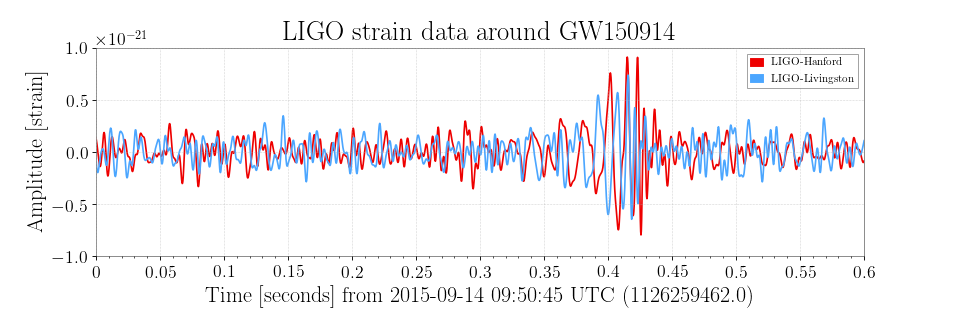 LIGO strain data around GW150914
×10⁻²¹
1.0
0.5
0.0
−0.5
−1.0
Amplitude [strain]
LIGO-Hanford
LIGO-Livingston
0 0.05 0.1 0.15 0.2 0.25 0.3 0.35 0.4 0.45 0.5 0.55 0.6
Time [seconds] from 2015-09-14 09:50:45 UTC (1126259462.0)